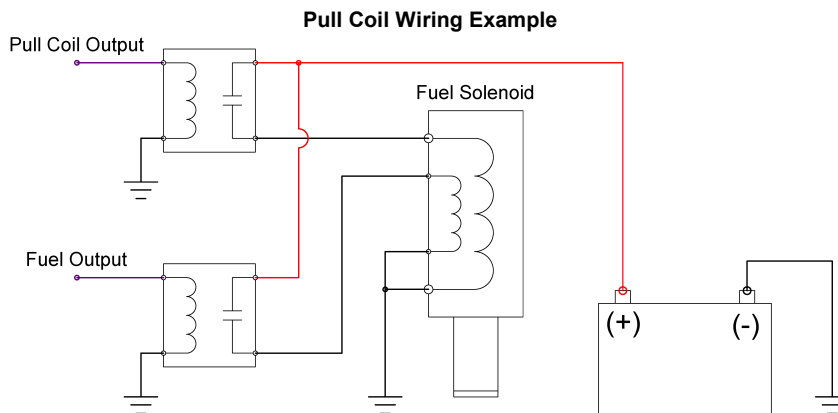 Pull Coil Wiring Example
Pull Coil Output
Fuel Solenoid
Fuel Output
(+)
(-)